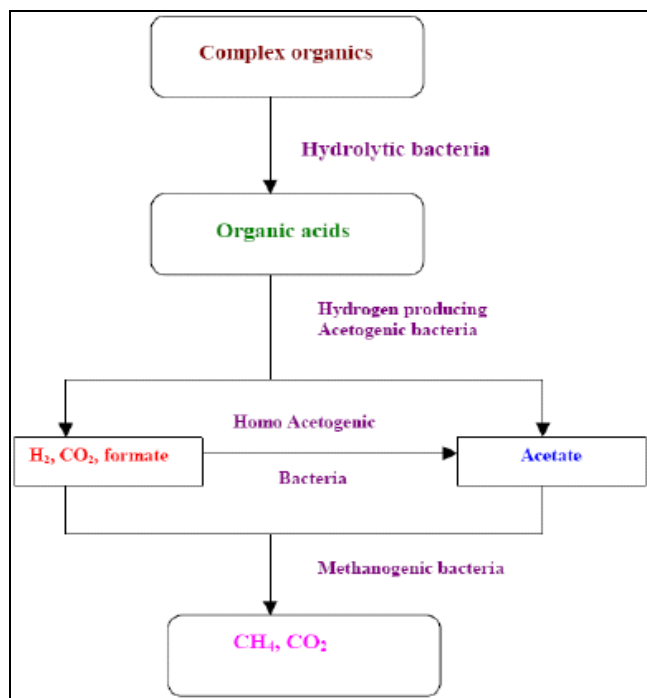 Complex organics
Hydrolytic bacteria
Organic acids
Hydrogen producing
Acetogenic bacteria
Homo Acetogenic
H₂, CO₂, formate
Acetate
Bacteria
Methanogenic bacteria
CH₄, CO₂